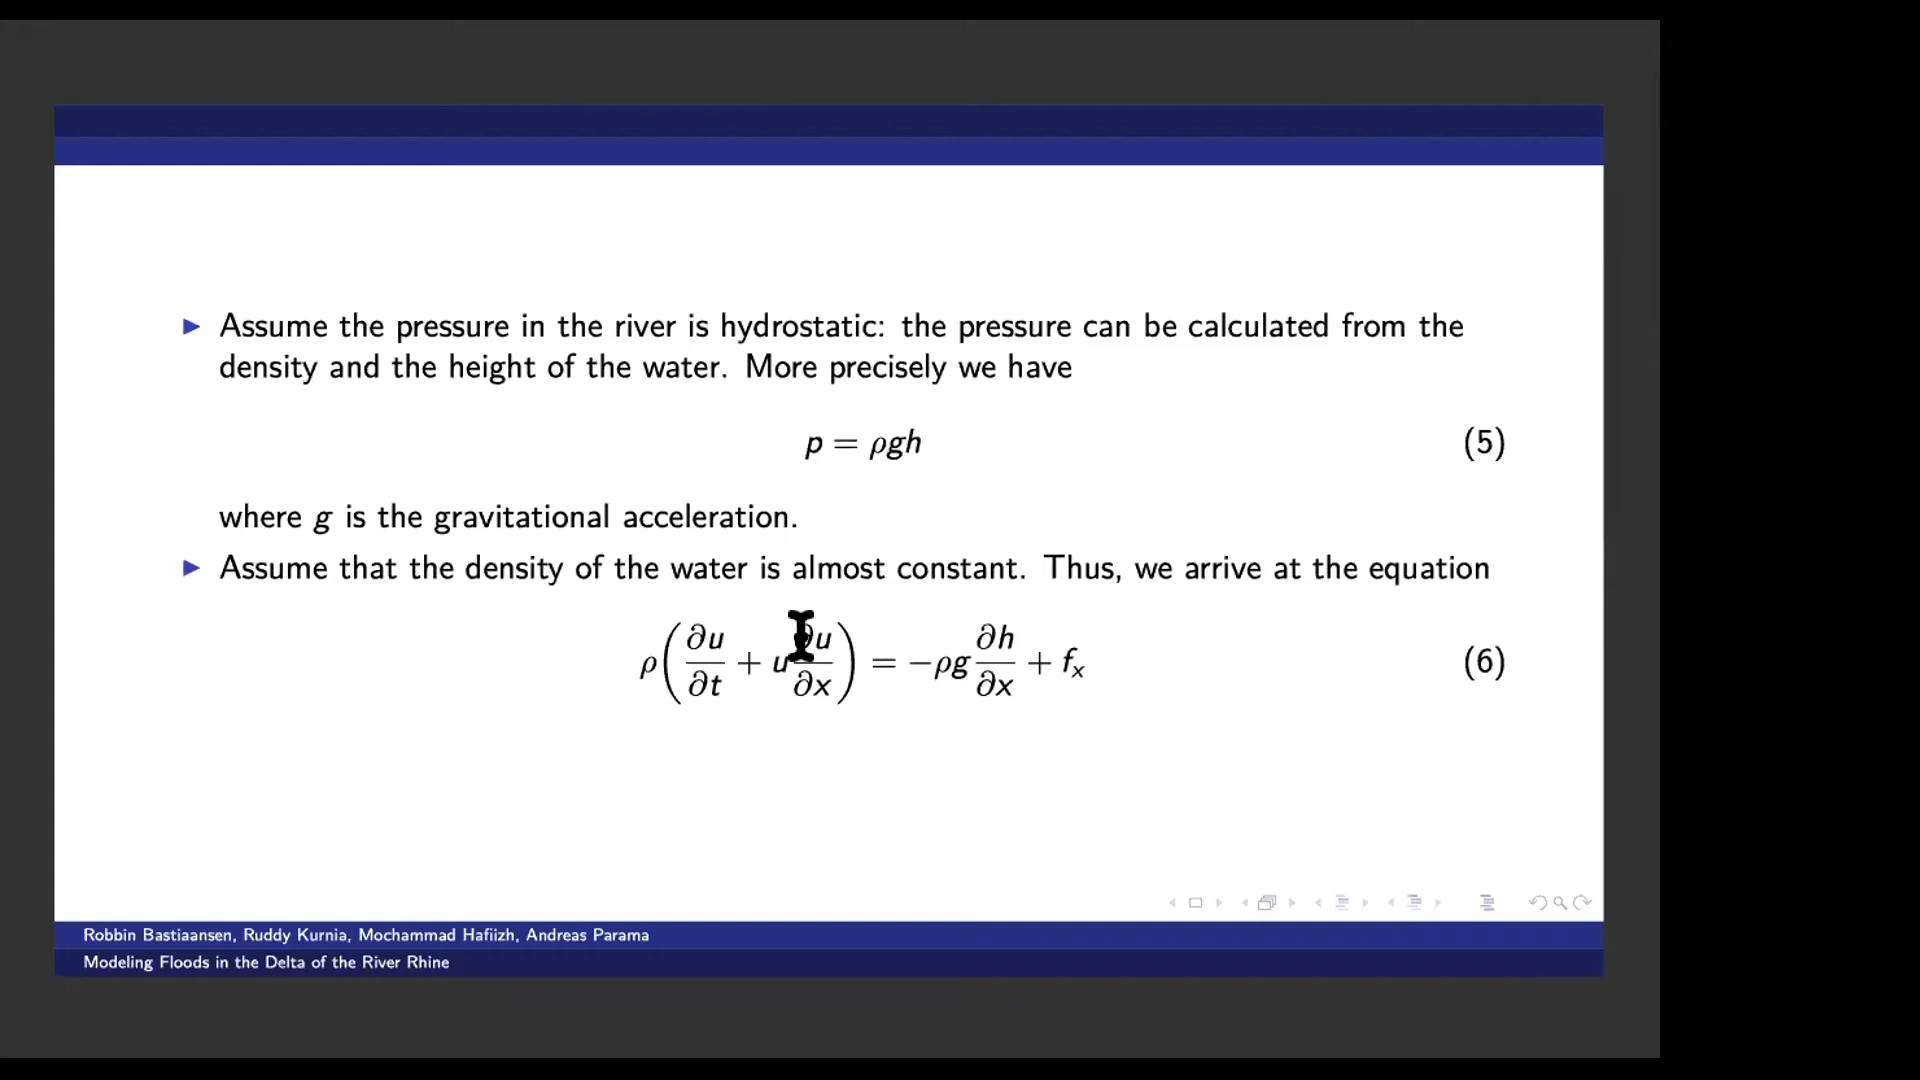 Assume the pressure in the river is hydrostatic: the pressure can be calculated from the
density and the height of the water. More precisely we have
p = ρgh (5)
where g is the gravitational acceleration.
Assume that the density of the water is almost constant. Thus, we arrive at the equation
ρ(∂u/∂t + u ∂u/∂x) = −ρg ∂h/∂x + fₓ (6)
Robbin Bastiaansen, Ruddy Kurnia, Mochammad Hafiizh, Andreas Parama
Modeling Floods in the Delta of the River Rhine